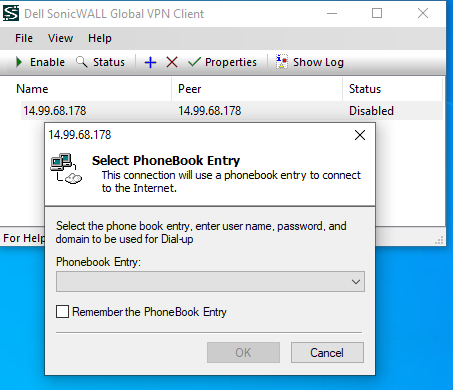 Dell SonicWALL Global VPN Client
File View Help
Enable Status Properties Show Log
Name Peer Status
14.99.68.178 14.99.68.178 Disabled
14.99.68.178
Select PhoneBook Entry
This connection will use a phonebook entry to connect
to the Internet.
Select the phone book entry, enter user name, password, and
domain to be used for Dial-up
Phonebook Entry:
Remember the PhoneBook Entry
OK Cancel
For Help